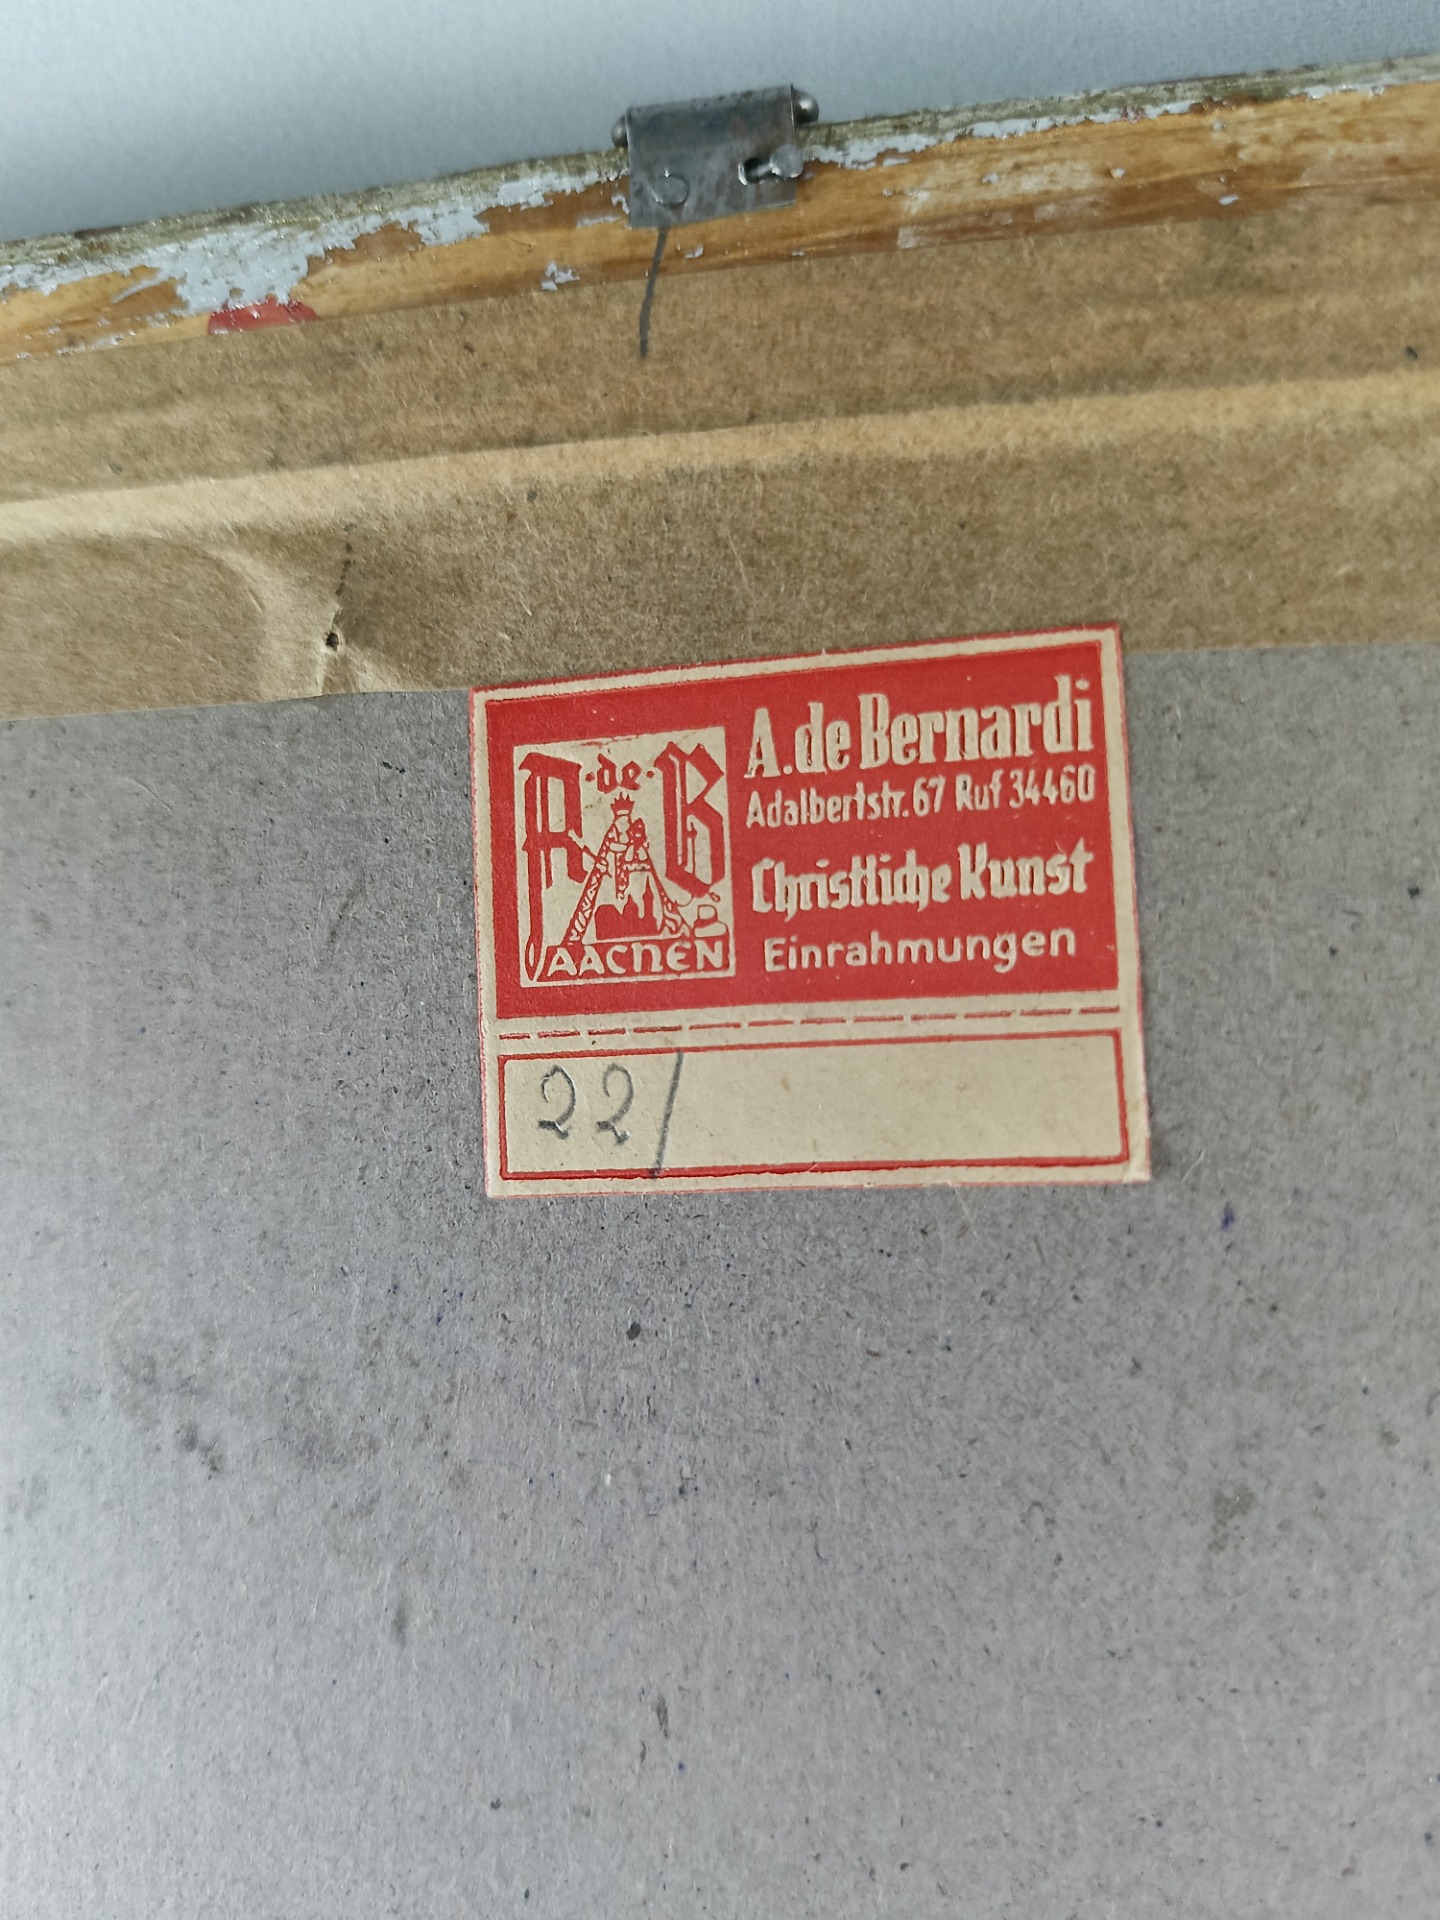 A · de · B
AACHEN
A. de Bernardi
Adalbertstr. 67 Ruf 34460
Christliche Kunst
Einrahmungen
22/